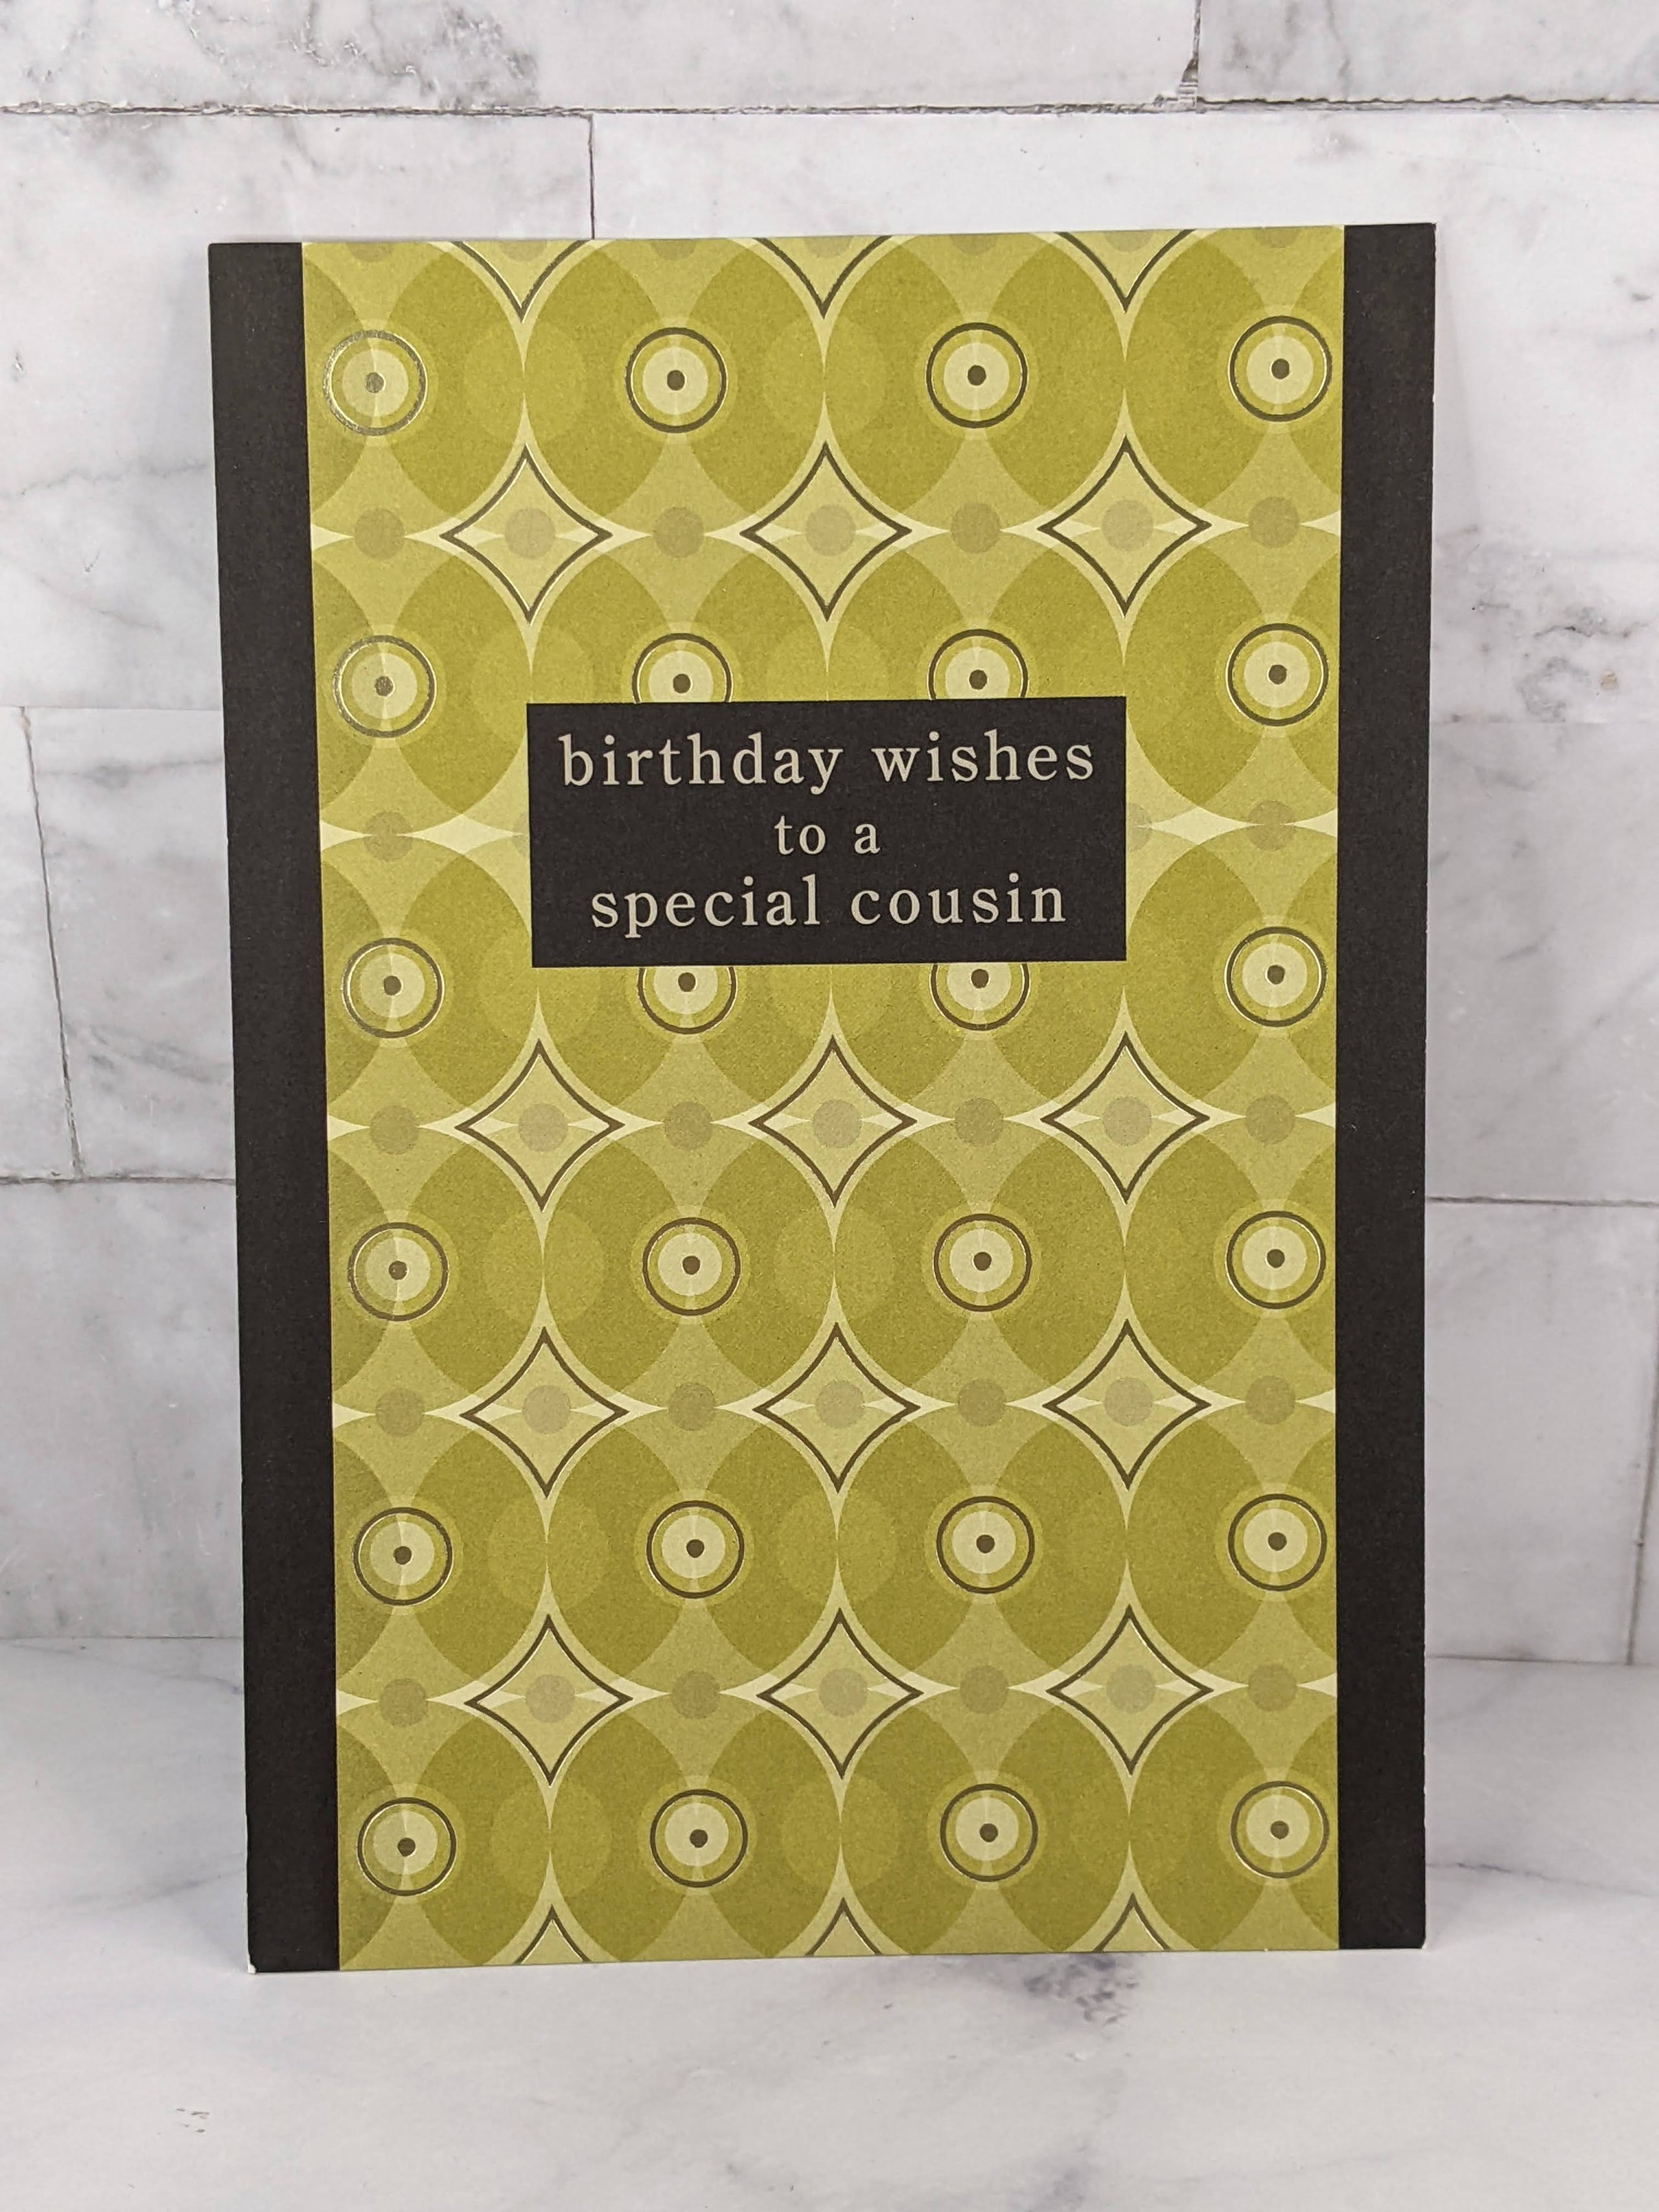 birthday wishes
to a
special cousin